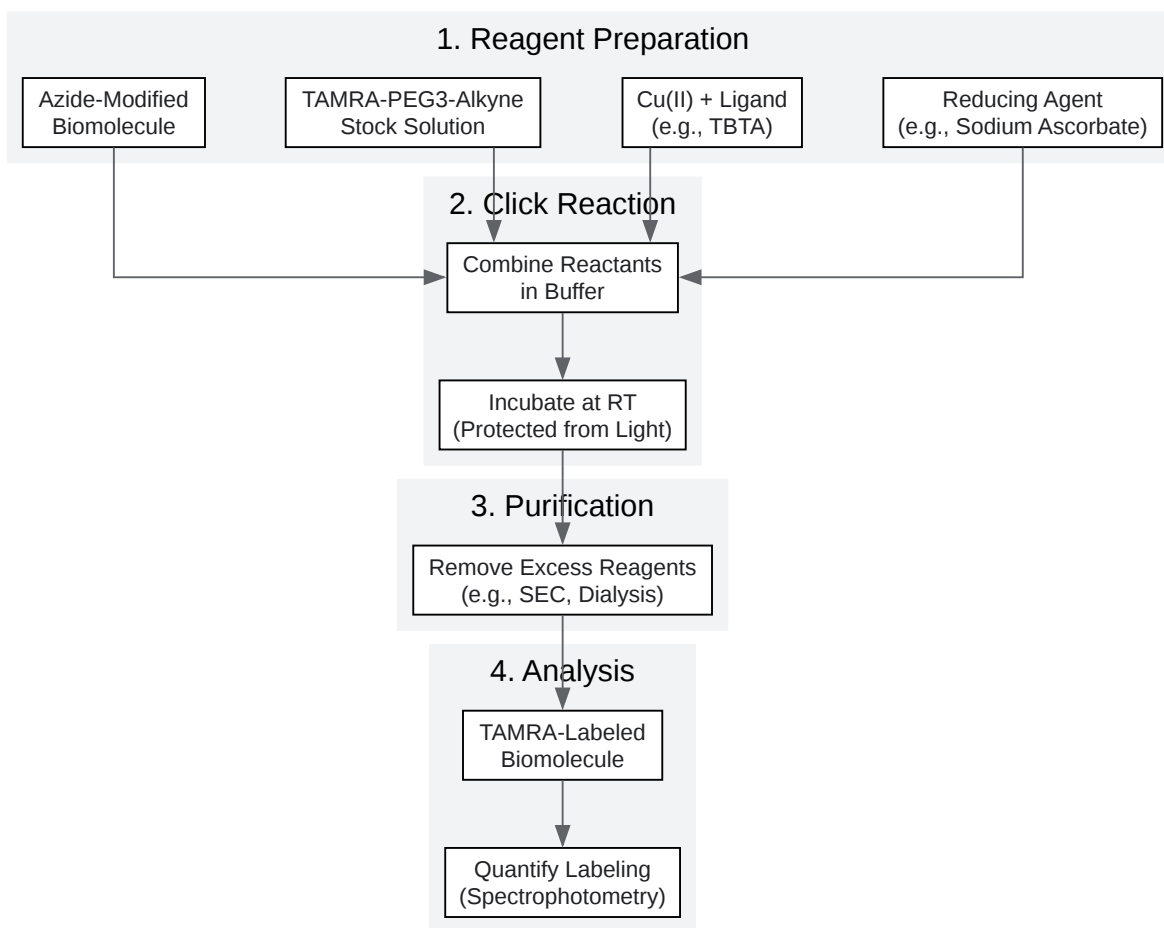 1. Reagent Preparation
Azide-Modified
Biomolecule
TAMRA-PEG3-Alkyne
Stock Solution
Cu(II) + Ligand
(e.g., TBTA)
Reducing Agent
(e.g., Sodium Ascorbate)
2. Click Reaction
Combine Reactants
in Buffer
Incubate at RT
(Protected from Light)
3. Purification
Remove Excess Reagents
(e.g., SEC, Dialysis)
4. Analysis
TAMRA-Labeled
Biomolecule
Quantify Labeling
(Spectrophotometry)